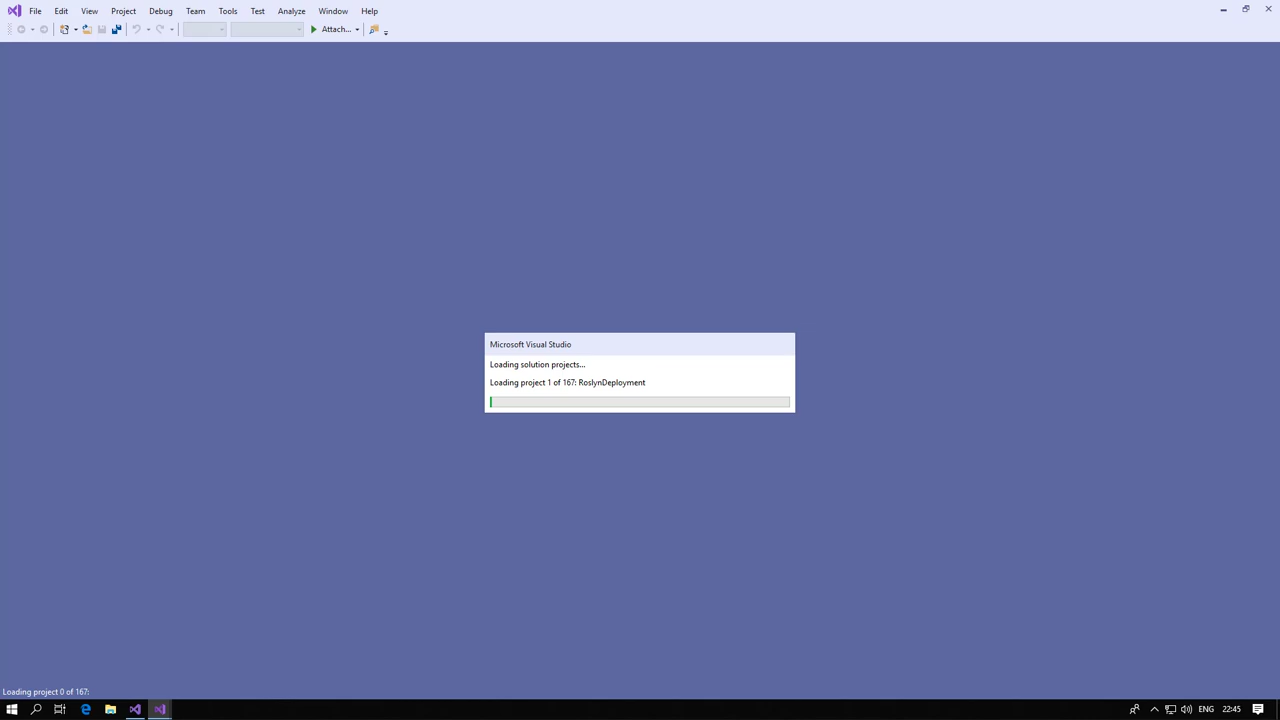 File Edit View Project Debug Team Tools Test Analyze Window Help
Attach...
Microsoft Visual Studio
Loading solution projects...
Loading project 1 of 167: RoslynDeployment
Loading project 0 of 167:
ENG 22:45